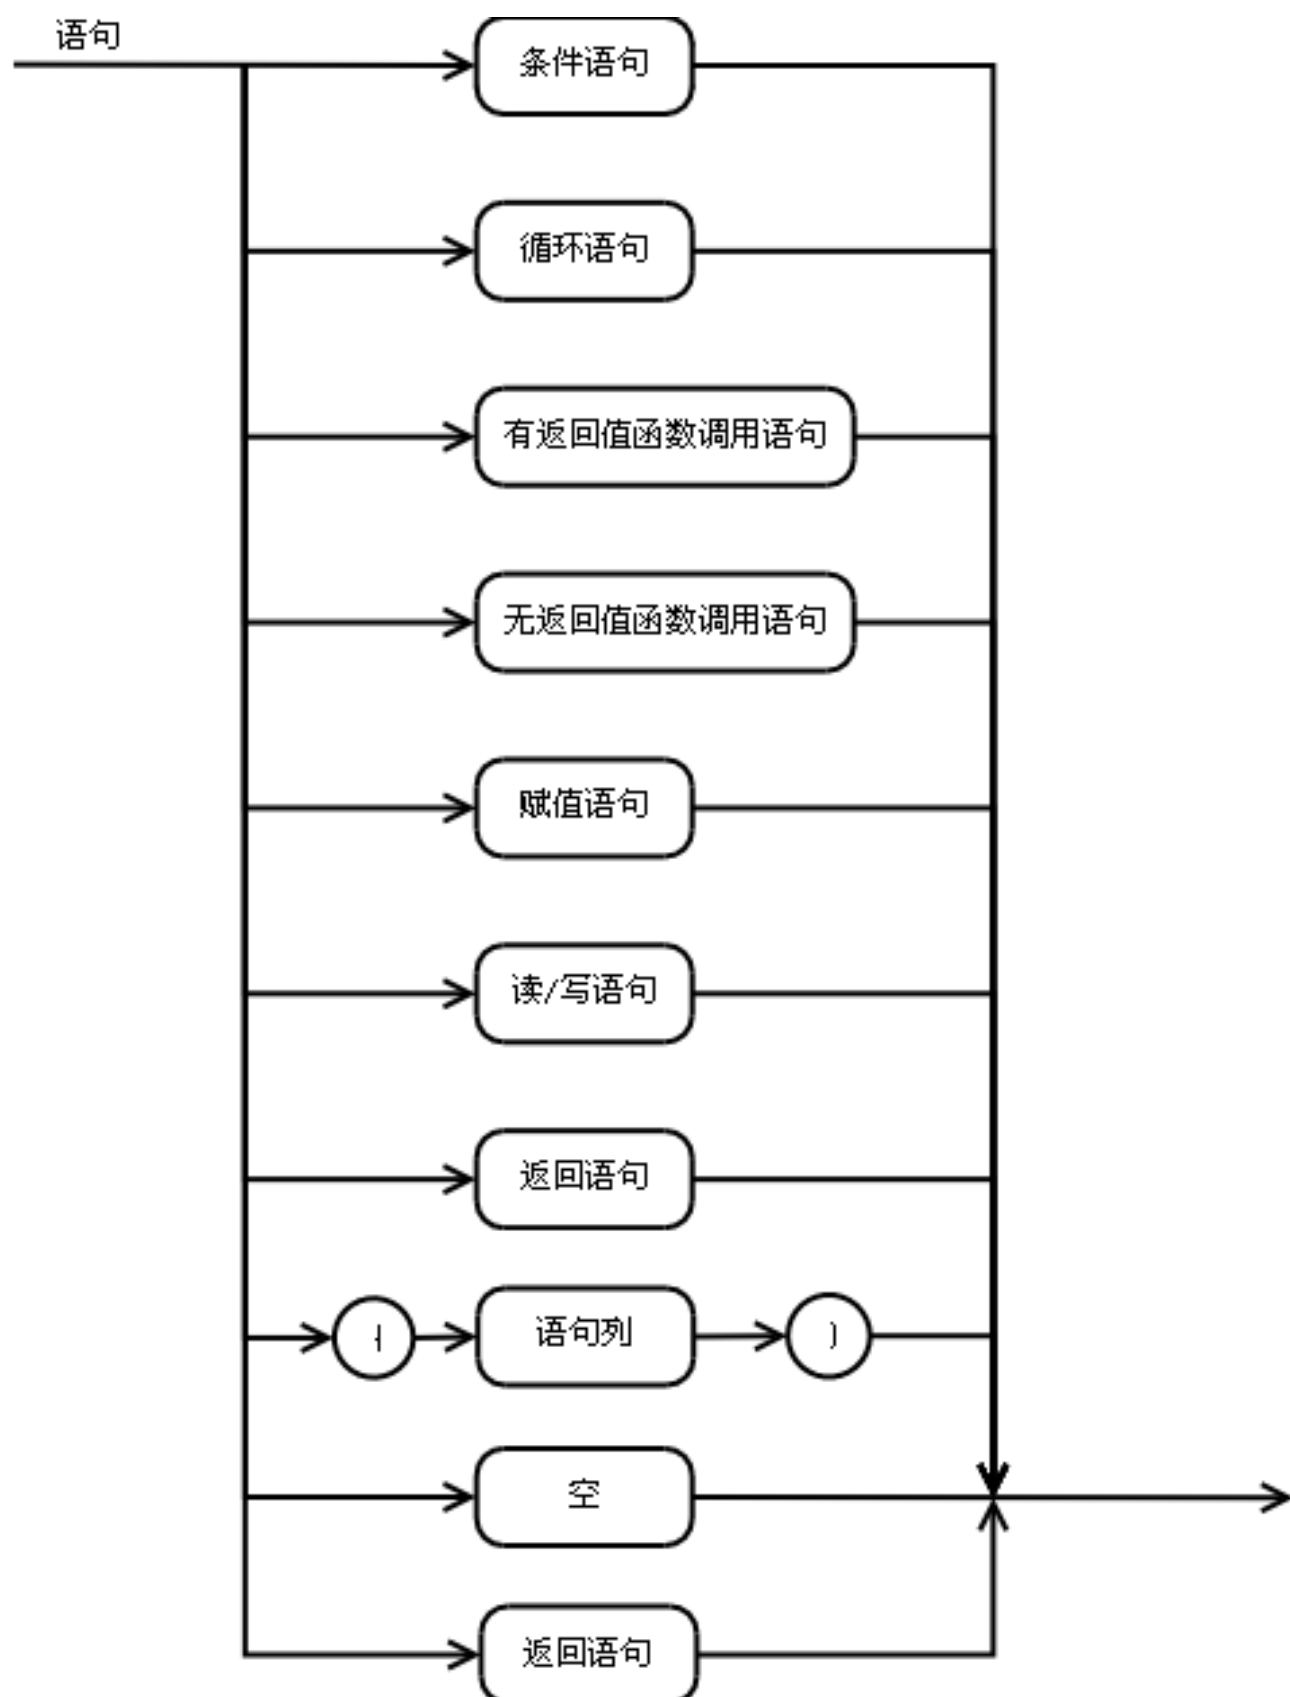 语句
条件语句
循环语句
有返回值函数调用语句
无返回值函数调用语句
赋值语句
读/写语句
返回语句
{ 语句列 }
空
返回语句